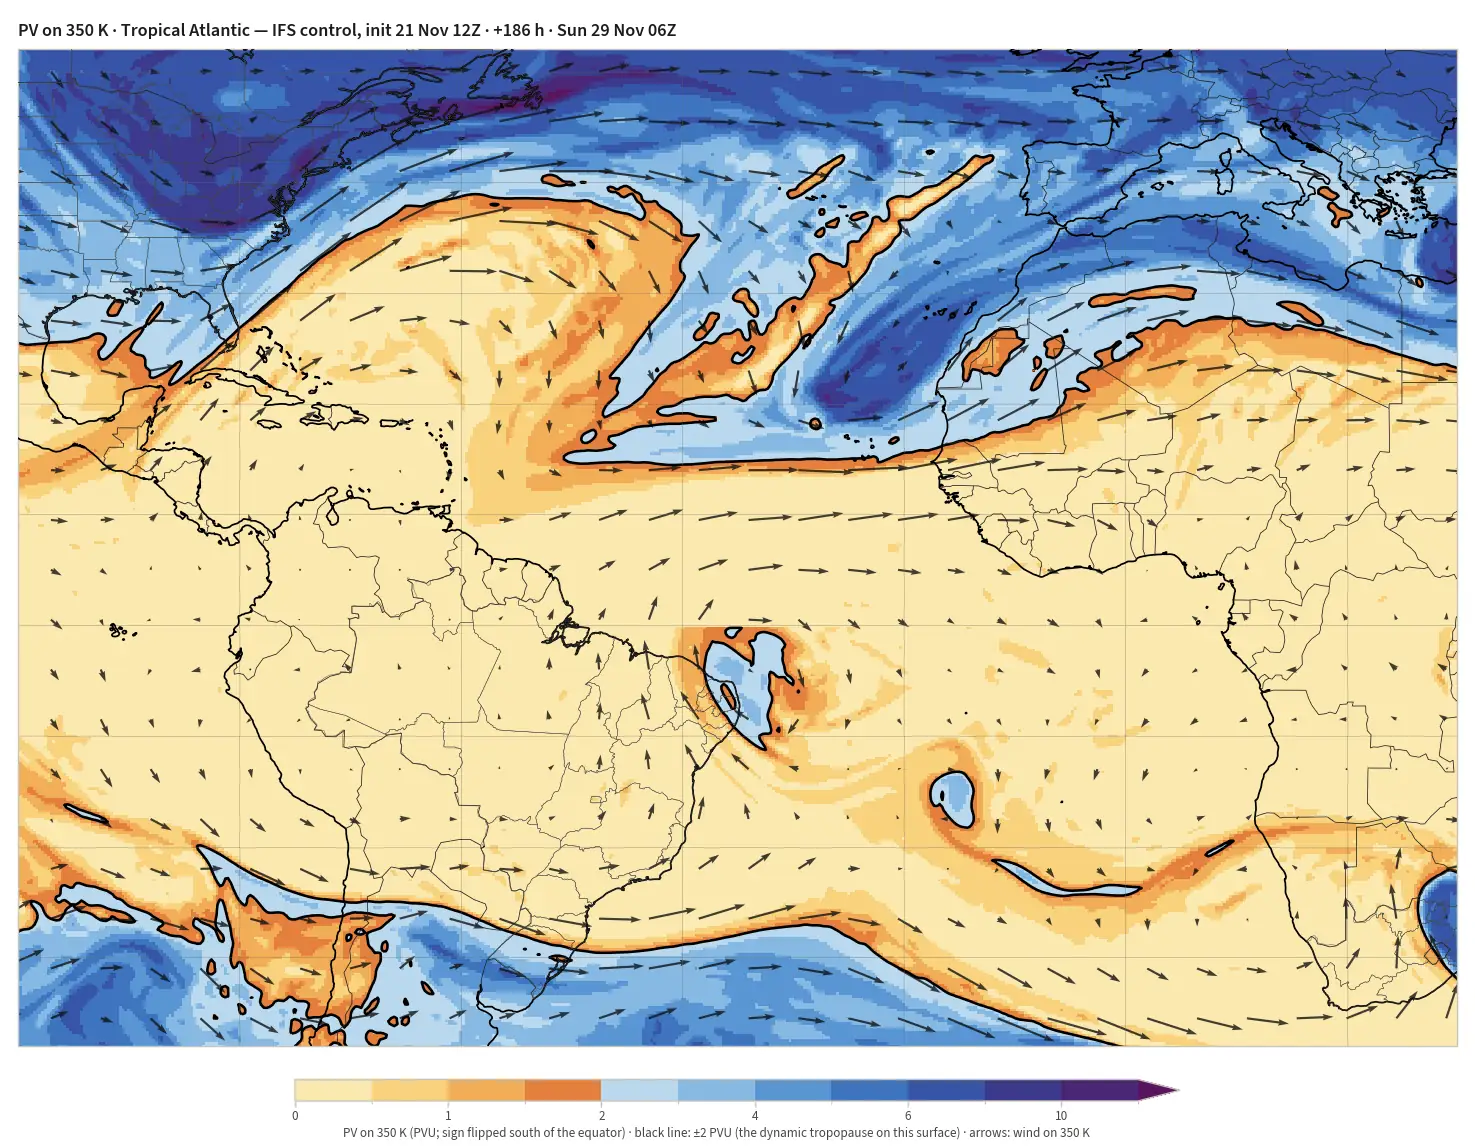 PV on 350 K · Tropical Atlantic — IFS control, init 21 Nov 12Z · +186 h · Sun 29 Nov 06Z
0 1 2 4 6 10
PV on 350 K (PVU; sign flipped south of the equator) · black line: ±2 PVU (the dynamic tropopause on this surface) · arrows: wind on 350 K